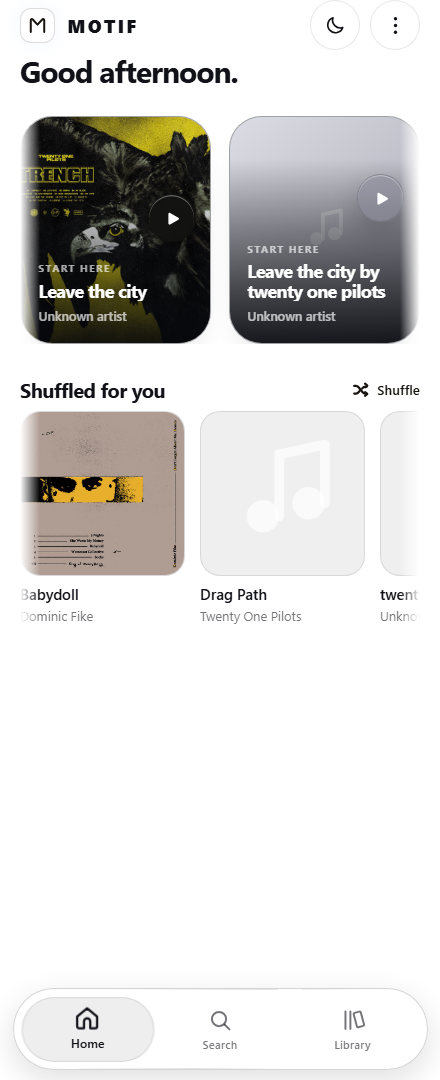 MOTIF
Good afternoon.
TWENTY ONE
PILOTS
TRENCH
START HERE
Leave the city
Unknown artist
START HERE
Leave the city by
twenty one pilots
Unknown artist
Shuffled for you
Shuffle
Babydoll
Dominic Fike
Drag Path
Twenty One Pilots
twent
Unkno
Home
Search
Library